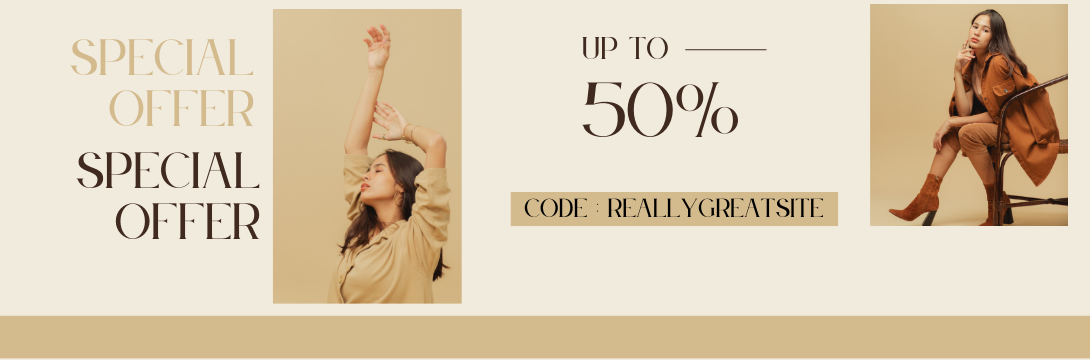 SPECIAL
OFFER
SPECIAL
OFFER
UP TO
50%
CODE : REALLYGREATSITE